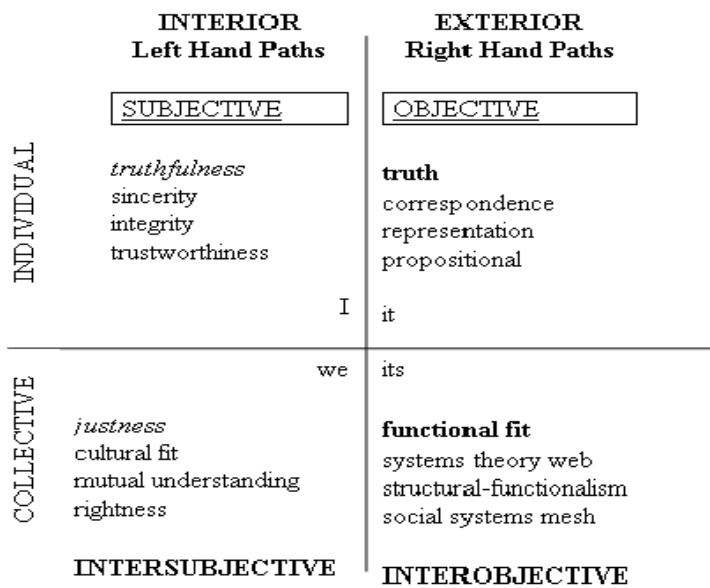 INTERIOR
Left Hand Paths
EXTERIOR
Right Hand Paths
INDIVIDUAL
SUBJECTIVE
truthfulness
sincerity
integrity
trustworthiness
I
OBJECTIVE
truth
correspondence
representation
propositional
it
COLLECTIVE
we
justness
cultural fit
mutual understanding
rightness
INTERSUBJECTIVE
its
functional fit
systems theory web
structural-functionalism
social systems mesh
INTEROBJECTIVE